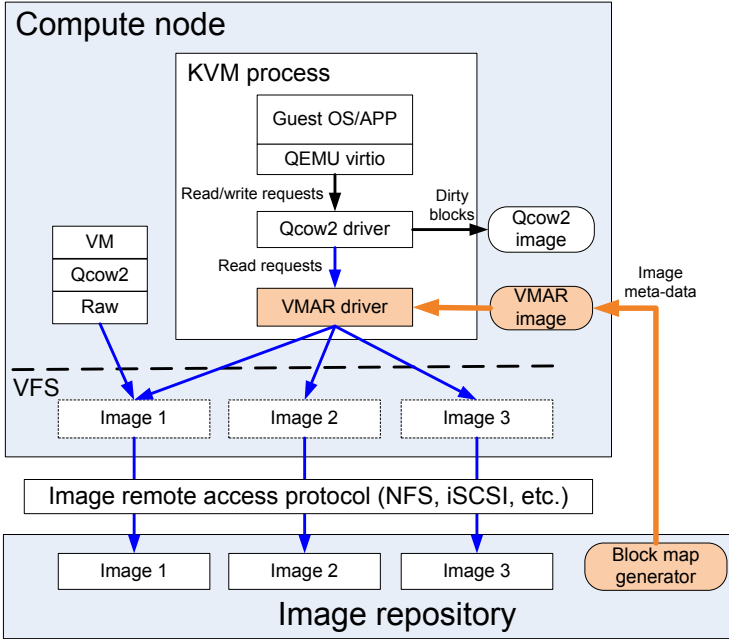 Compute node
KVM process
Guest OS/APP
QEMU virtio
Read/write requests
Dirty
blocks
Qcow2 driver
Qcow2
image
VM
Qcow2
Raw
Read requests
Image
meta-data
VMAR driver
VMAR
image
VFS
Image 1
Image 2
Image 3
Image remote access protocol (NFS, iSCSI, etc.)
Image 1
Image 2
Image 3
Block map
generator
Image repository